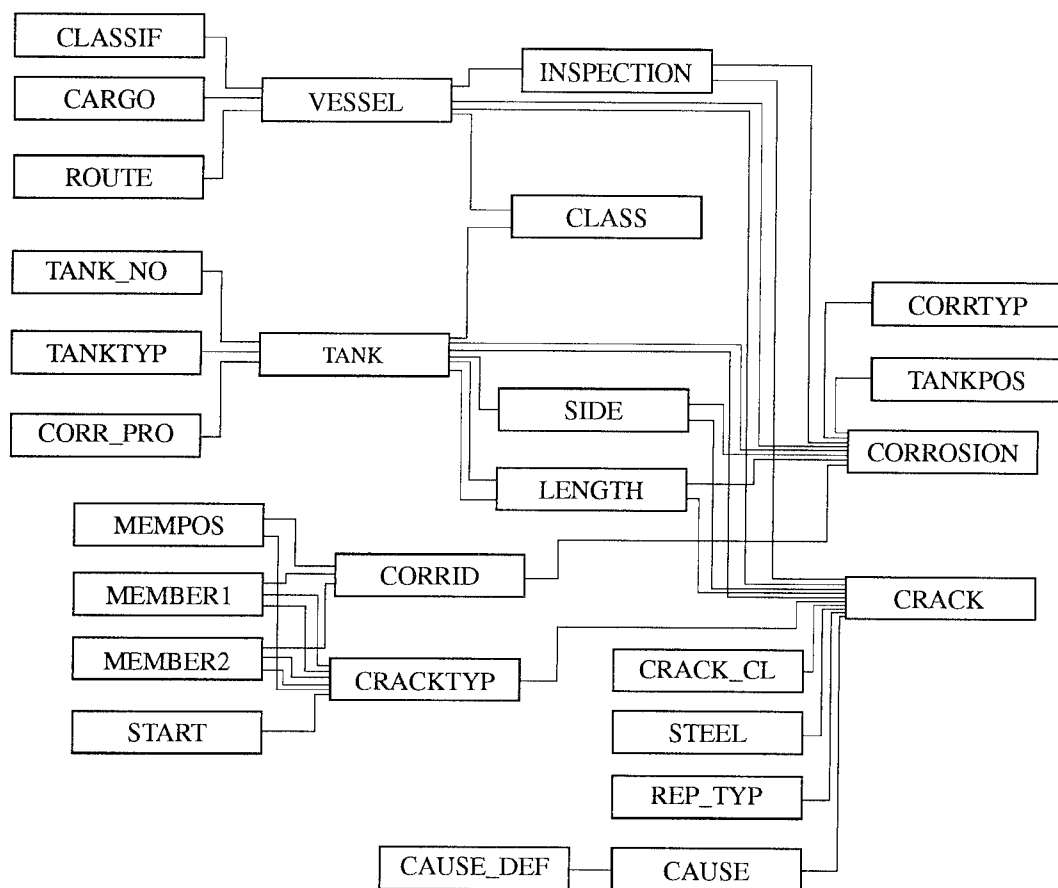 CLASSIF
INSPECTION
CARGO
VESSEL
ROUTE
CLASS
TANK_NO
CORRTYP
TANKTYP
TANK
TANKPOS
SIDE
CORR_PRO
CORROSION
LENGTH
MEMPOS
CORRID
MEMBER1
CRACK
MEMBER2
CRACK_CL
CRACKTYP
START
STEEL
REP_TYP
CAUSE_DEF
CAUSE